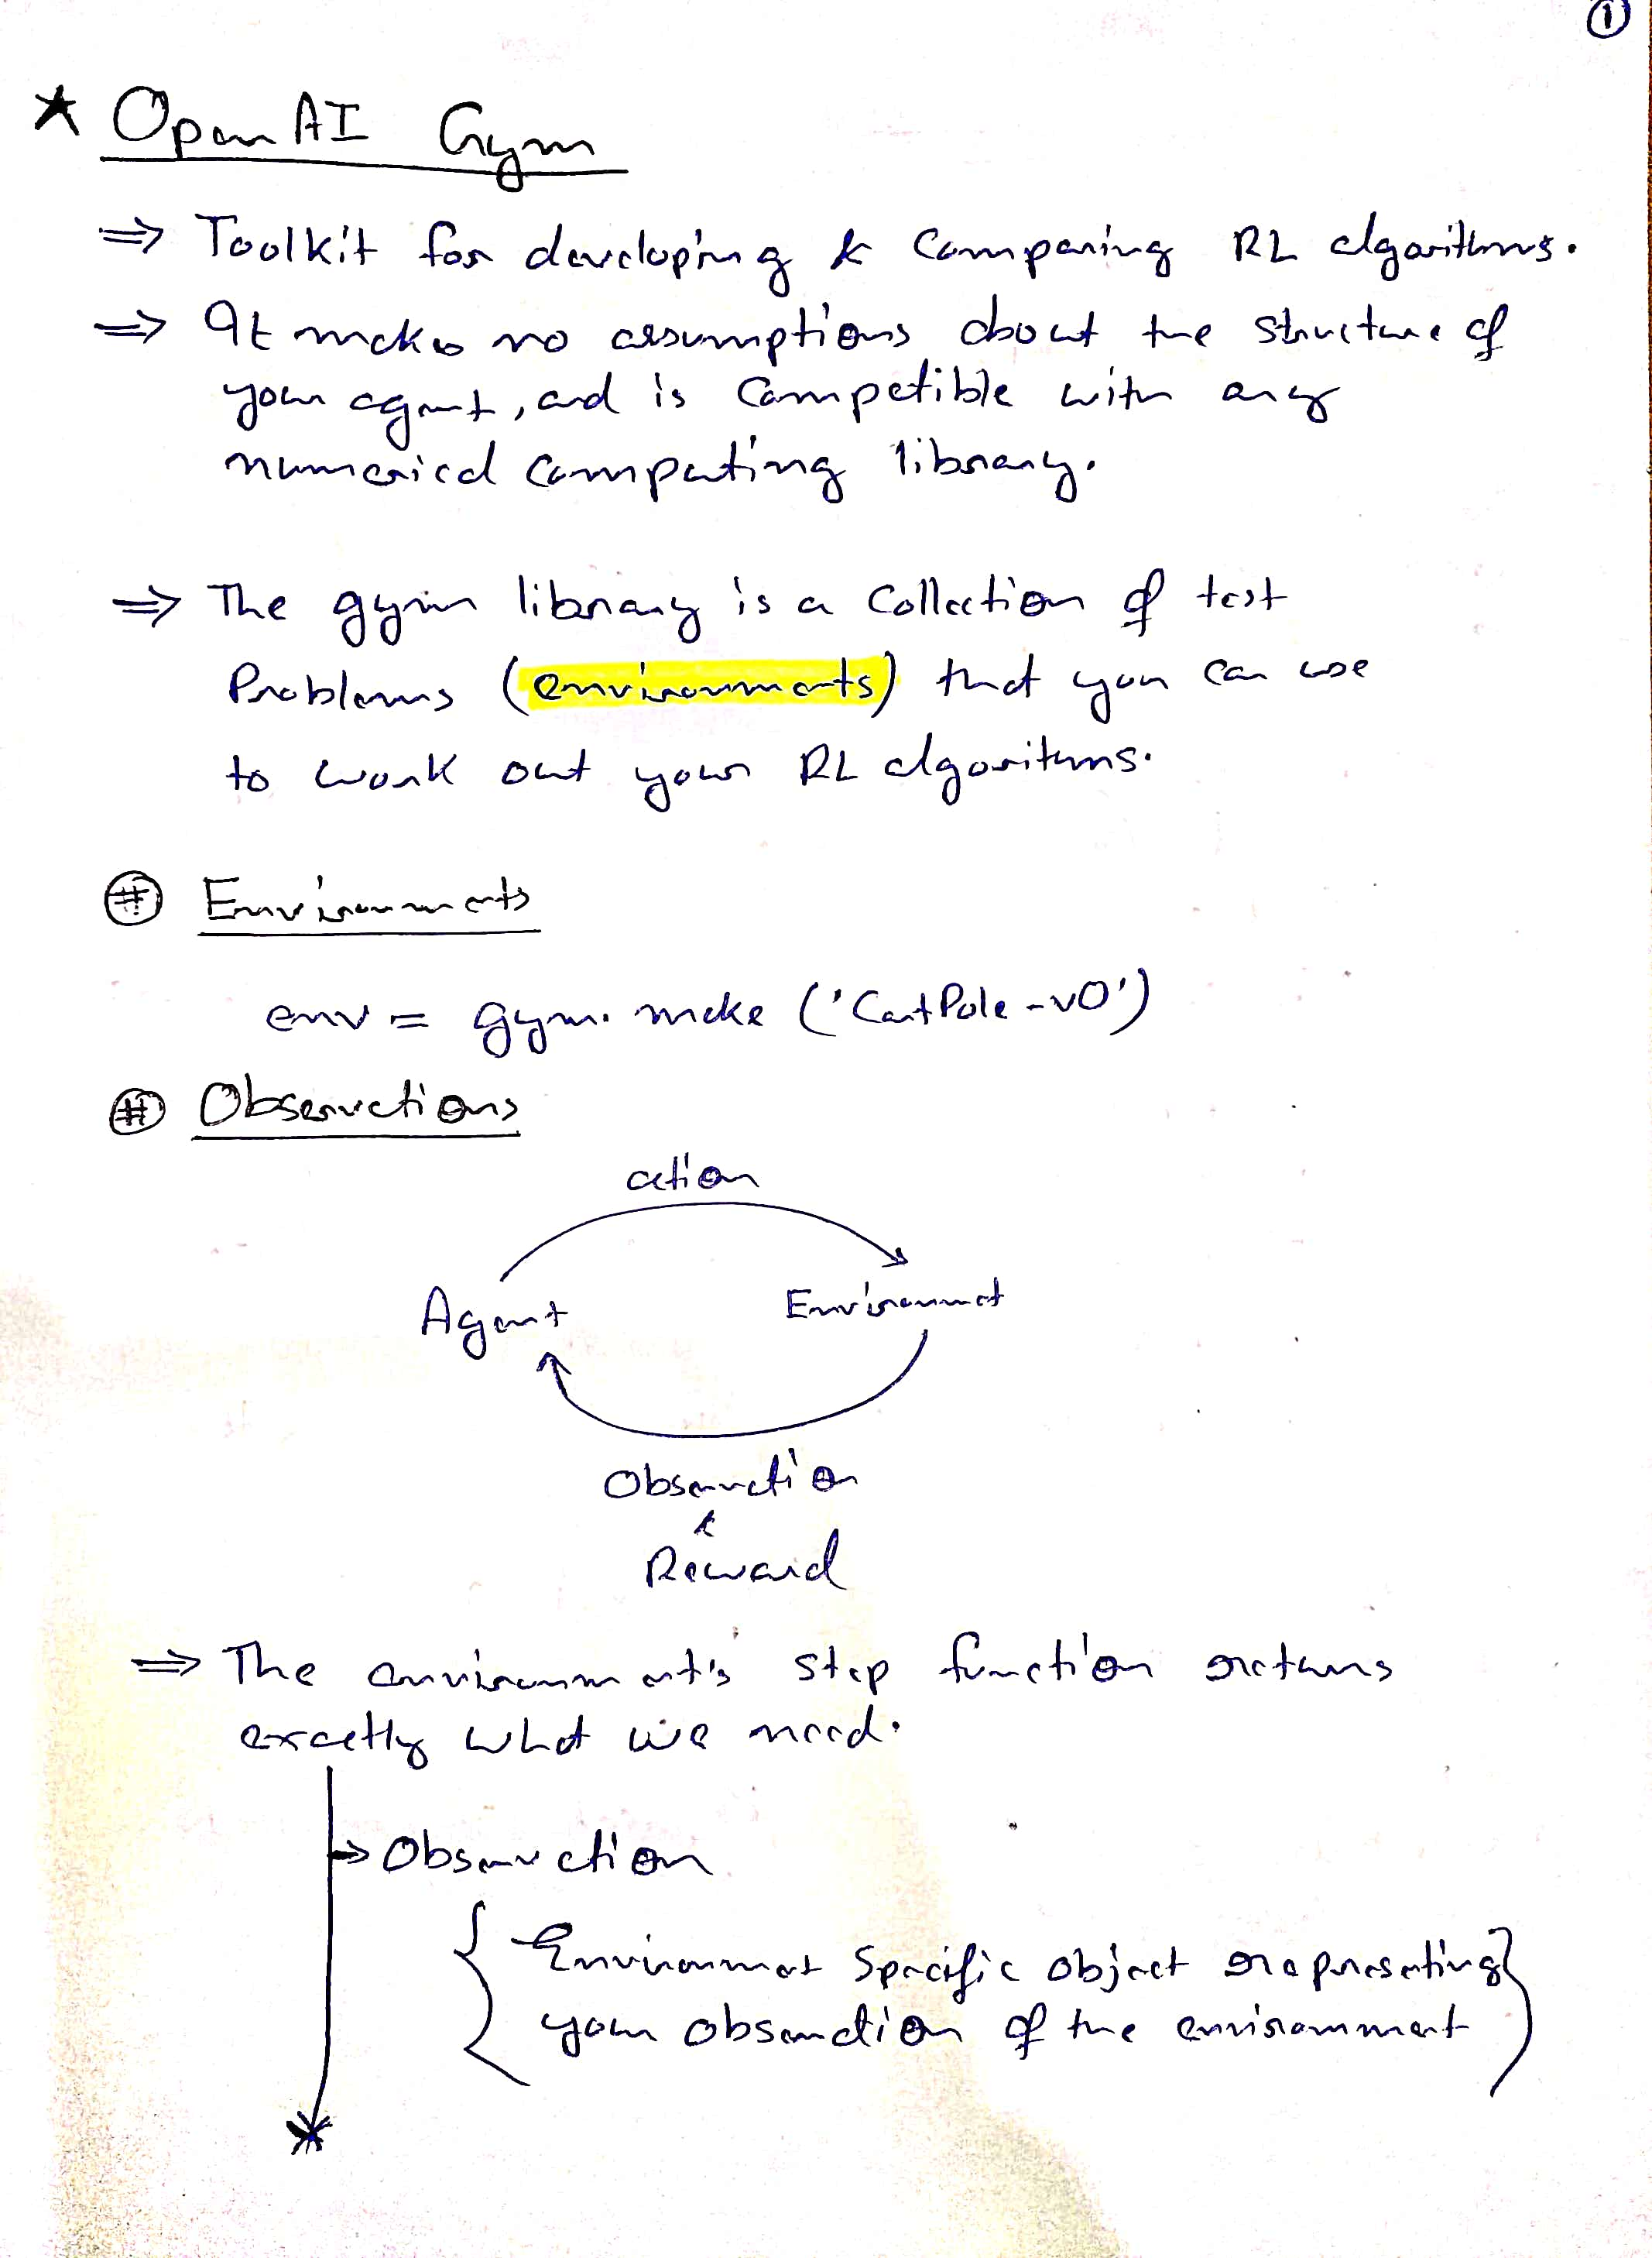 ①
★ OpenAI Gym
⇒ Toolkit for developing & Comparing RL algorithms.
⇒ It makes no assumptions about the structure of
your agent, and is Compatible with any
numerical Computing library.
⇒ The gym library is a Collection of test
Problems (environments) that you can use
to work out your RL algorithms.
# Environments
env = gym.make ('CartPole-v0')
# Observations
action
Agent
Environment
Observation
&
Reward
⇒ The environment's step function returns
exactly what we need.
→ Observation
{ Environment Specific Object representing
your observation of the environment }